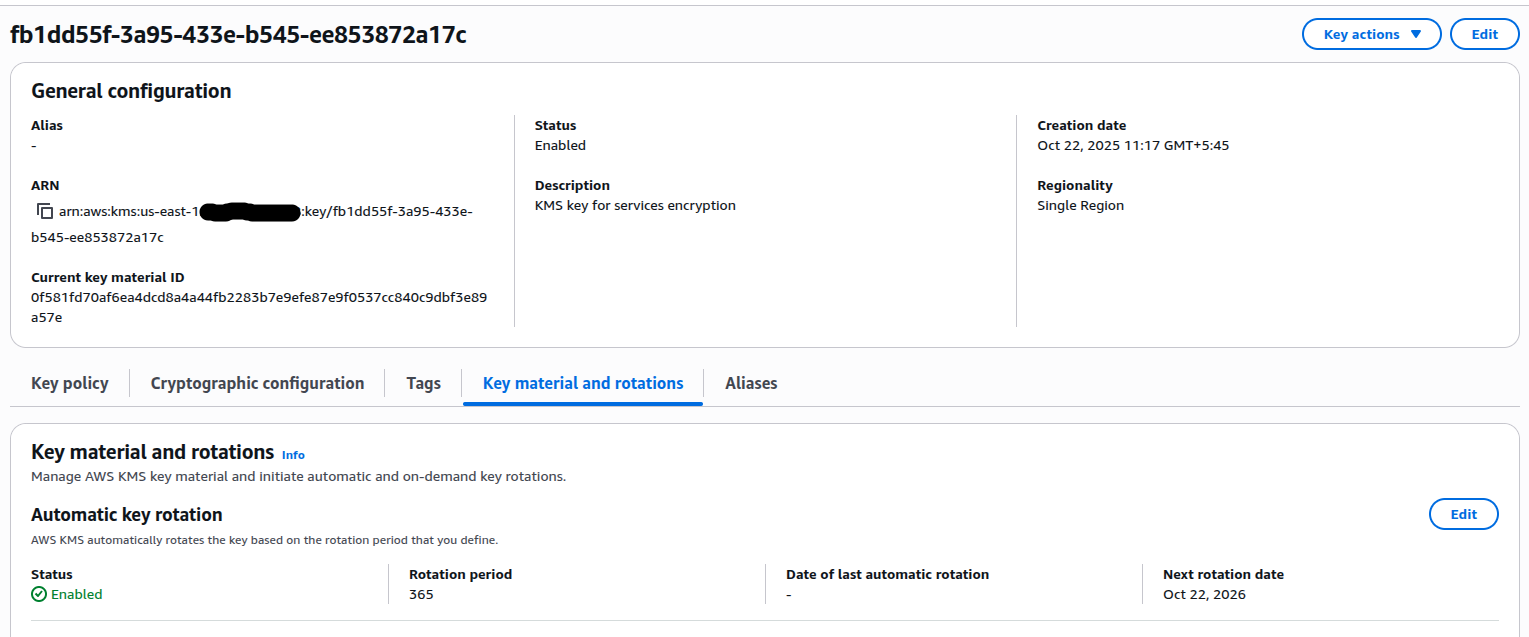 fb1dd55f-3a95-433e-b545-ee853872a17c
Key actions
Edit
General configuration
Alias
-
ARN
arn:aws:kms:us-east-1 :key/fb1dd55f-3a95-433e-
b545-ee853872a17c
Current key material ID
0f581fd70af6ea4dcd8a4a44fb2283b7e9efe87e9f0537cc840c9dbf3e89
a57e
Status
Enabled
Description
KMS key for services encryption
Creation date
Oct 22, 2025 11:17 GMT+5:45
Regionality
Single Region
Key policy
Cryptographic configuration
Tags
Key material and rotations
Aliases
Key material and rotations Info
Manage AWS KMS key material and initiate automatic and on-demand key rotations.
Automatic key rotation
Edit
AWS KMS automatically rotates the key based on the rotation period that you define.
Status
Enabled
Rotation period
365
Date of last automatic rotation
-
Next rotation date
Oct 22, 2026